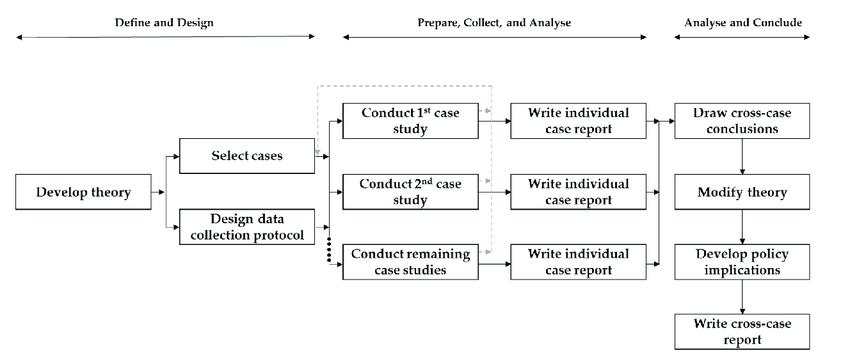 Define and Design
Prepare, Collect, and Analyse
Analyse and Conclude
Develop theory
Select cases
Design data
collection protocol
Conduct 1st case
study
Conduct 2nd case
study
Conduct remaining
case studies
Write individual
case report
Write individual
case report
Write individual
case report
Draw cross-case
conclusions
Modify theory
Develop policy
implications
Write cross-case
report